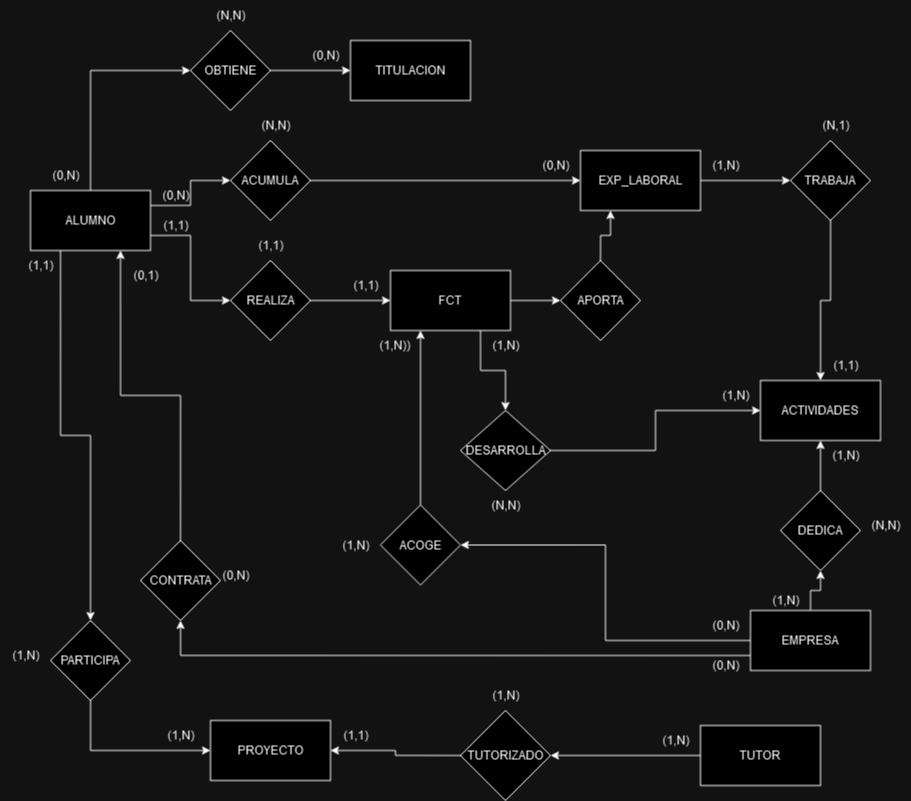 (N,N)
OBTIENE
(0,N)
TITULACION
(0,N)
(N,N)
ACUMULA
(0,N)
(0,N)
EXP_LABORAL
(1,N)
(N,1)
TRABAJA
ALUMNO
(1,1)
(1,1)
(0,1)
(1,1)
REALIZA
(1,1)
FCT
APORTA
(1,N))
(1,N)
(1,1)
(1,N)
ACTIVIDADES
DESARROLLA
(N,N)
(1,N)
DEDICA
(N,N)
(1,N)
ACOGE
CONTRATA
(0,N)
(1,N)
(0,N)
EMPRESA
(0,N)
(1,N)
PARTICIPA
(1,N)
PROYECTO
(1,1)
(1,N)
TUTORIZADO
(1,N)
TUTOR